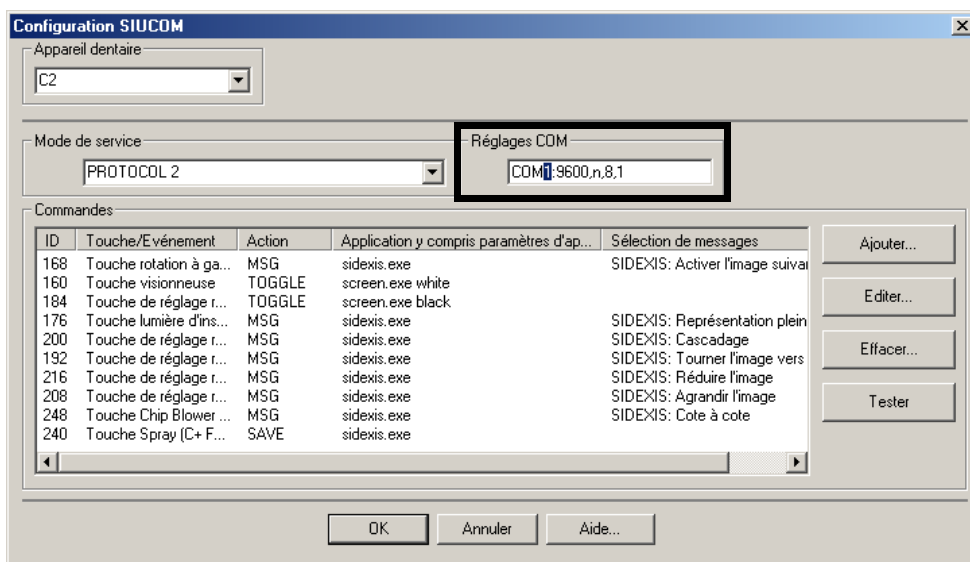 Configuration SIUCOM
Appareil dentaire
C2
Mode de service
PROTOCOL 2
Réglages COM
COM1:9600,n,8,1
Commandes
ID Touche/Evénement Action Application y compris paramètres d'ap... Sélection de messages
168 Touche rotation à ga... MSG sidexis.exe SIDEXIS: Activer l'image suivar
160 Touche visionneuse TOGGLE screen.exe white
184 Touche de réglage r... TOGGLE screen.exe black
176 Touche lumière d'ins... MSG sidexis.exe SIDEXIS: Représentation plein
200 Touche de réglage r... MSG sidexis.exe SIDEXIS: Cascadage
192 Touche de réglage r... MSG sidexis.exe SIDEXIS: Tourner l'image vers
216 Touche de réglage r... MSG sidexis.exe SIDEXIS: Réduire l'image
208 Touche de réglage r... MSG sidexis.exe SIDEXIS: Agrandir l'image
248 Touche Chip Blower ... MSG sidexis.exe SIDEXIS: Cote à cote
240 Touche Spray (C+ F... SAVE sidexis.exe
Ajouter...
Editer...
Effacer...
Tester
OK Annuler Aide...